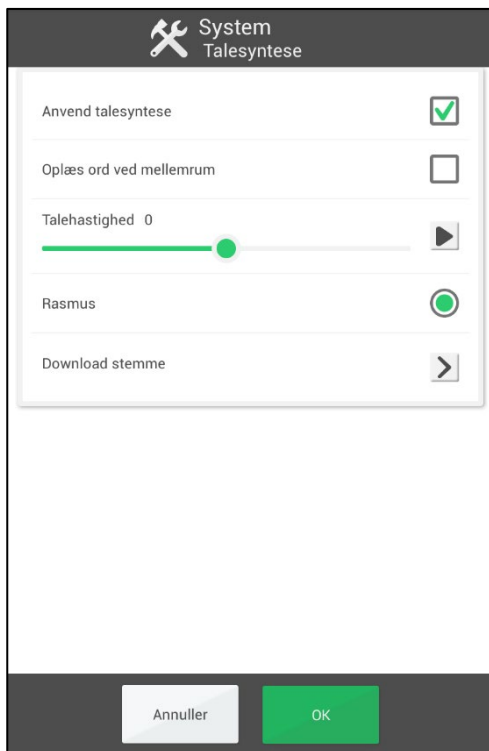 System
Talesyntese
Anvend talesyntese
Oplæs ord ved mellemrum
Talehastighed 0
Rasmus
Download stemme
Annuller
OK